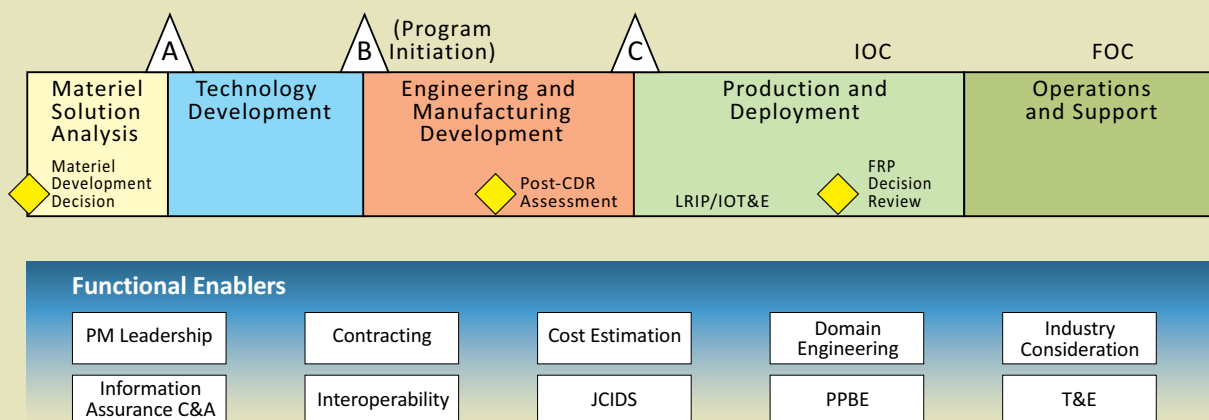 A
B
(Program
Initiation)
C
IOC
FOC
Materiel
Solution
Analysis
Technology
Development
Engineering and
Manufacturing
Development
Production and
Deployment
Operations
and Support
Materiel
Development
Decision
Post-CDR
Assessment
LRIP/IOT&E
FRP
Decision
Review
Functional Enablers
PM Leadership
Contracting
Cost Estimation
Domain
Engineering
Industry
Consideration
Information
Assurance C&A
Interoperability
JCIDS
PPBE
T&E